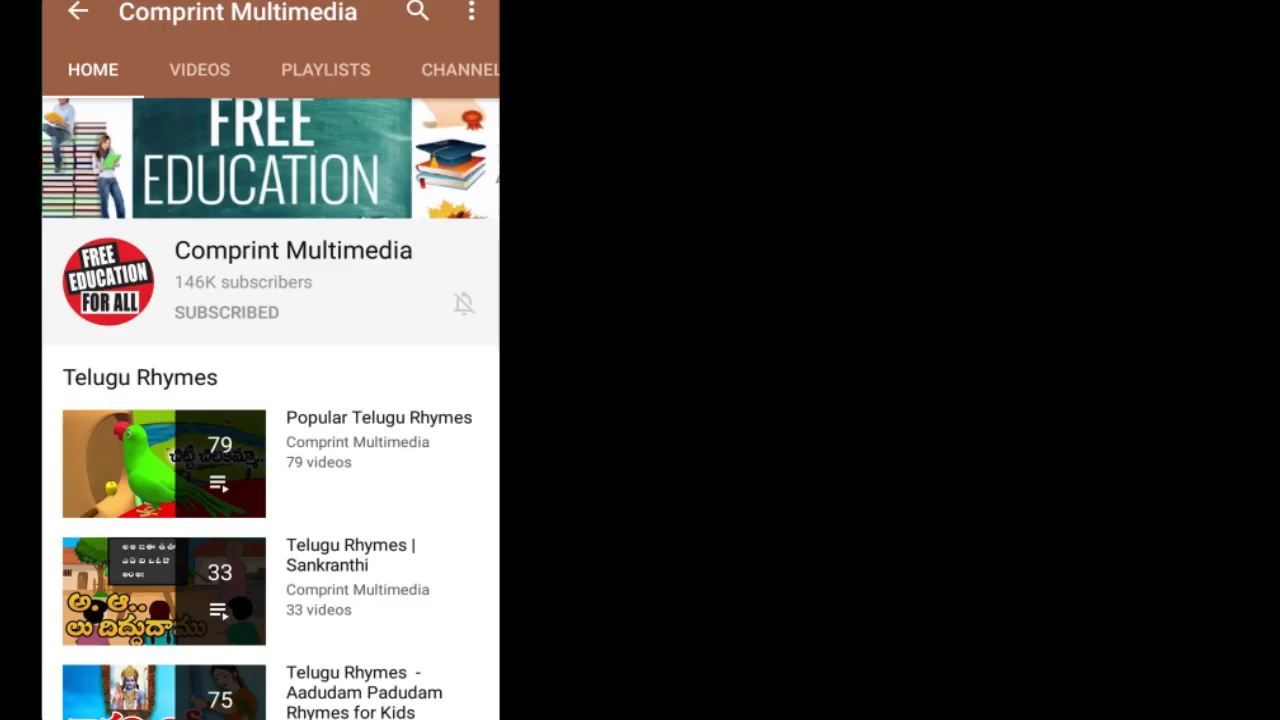 Comprint Multimedia
HOME VIDEOS PLAYLISTS CHANNEL
FREE
EDUCATION
FREE
EDUCATION
FOR ALL
Comprint Multimedia
146K subscribers
SUBSCRIBED
Telugu Rhymes
79
చిట్టి చిలకమ్మా..
Popular Telugu Rhymes
Comprint Multimedia
79 videos
33
అ. ఆ..
లు దిద్దుదాము
Telugu Rhymes |
Sankranthi
Comprint Multimedia
33 videos
75
Telugu Rhymes -
Aadudam Padudam
Rhymes for Kids